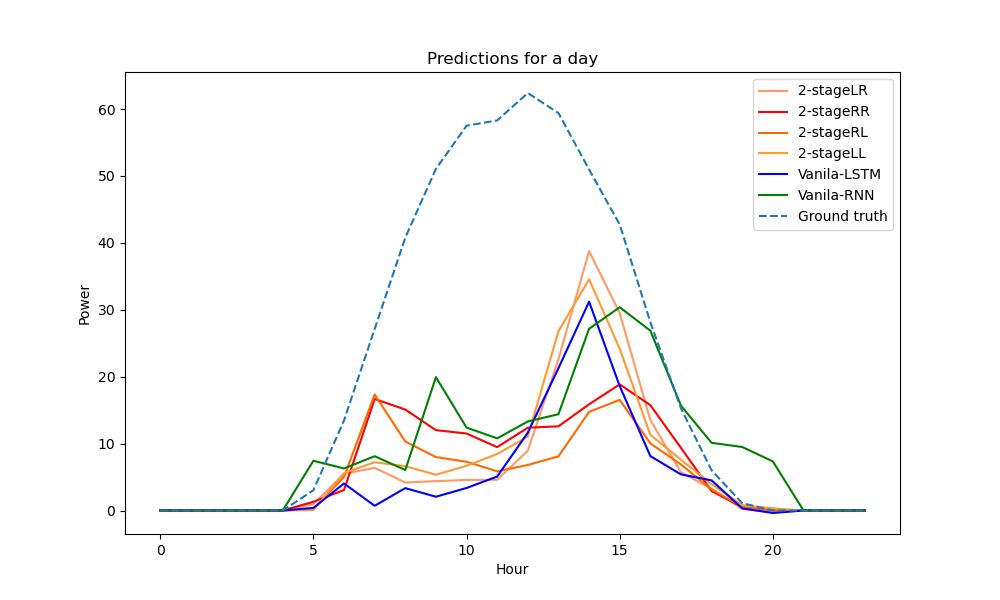 Predictions for a day
2-stageLR
2-stageRR
2-stageRL
2-stageLL
Vanila-LSTM
Vanila-RNN
Ground truth
60
50
40
30
20
10
0
Power
0 5 10 15 20
Hour